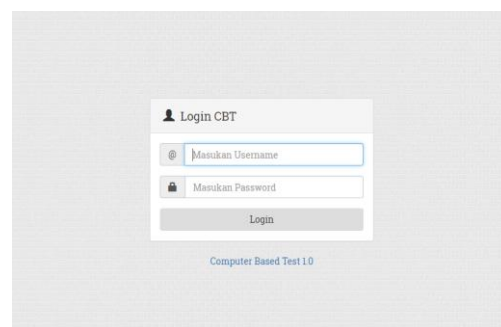 Login CBT
@ Masukan Username
Masukan Password
Login
Computer Based Test 1.0